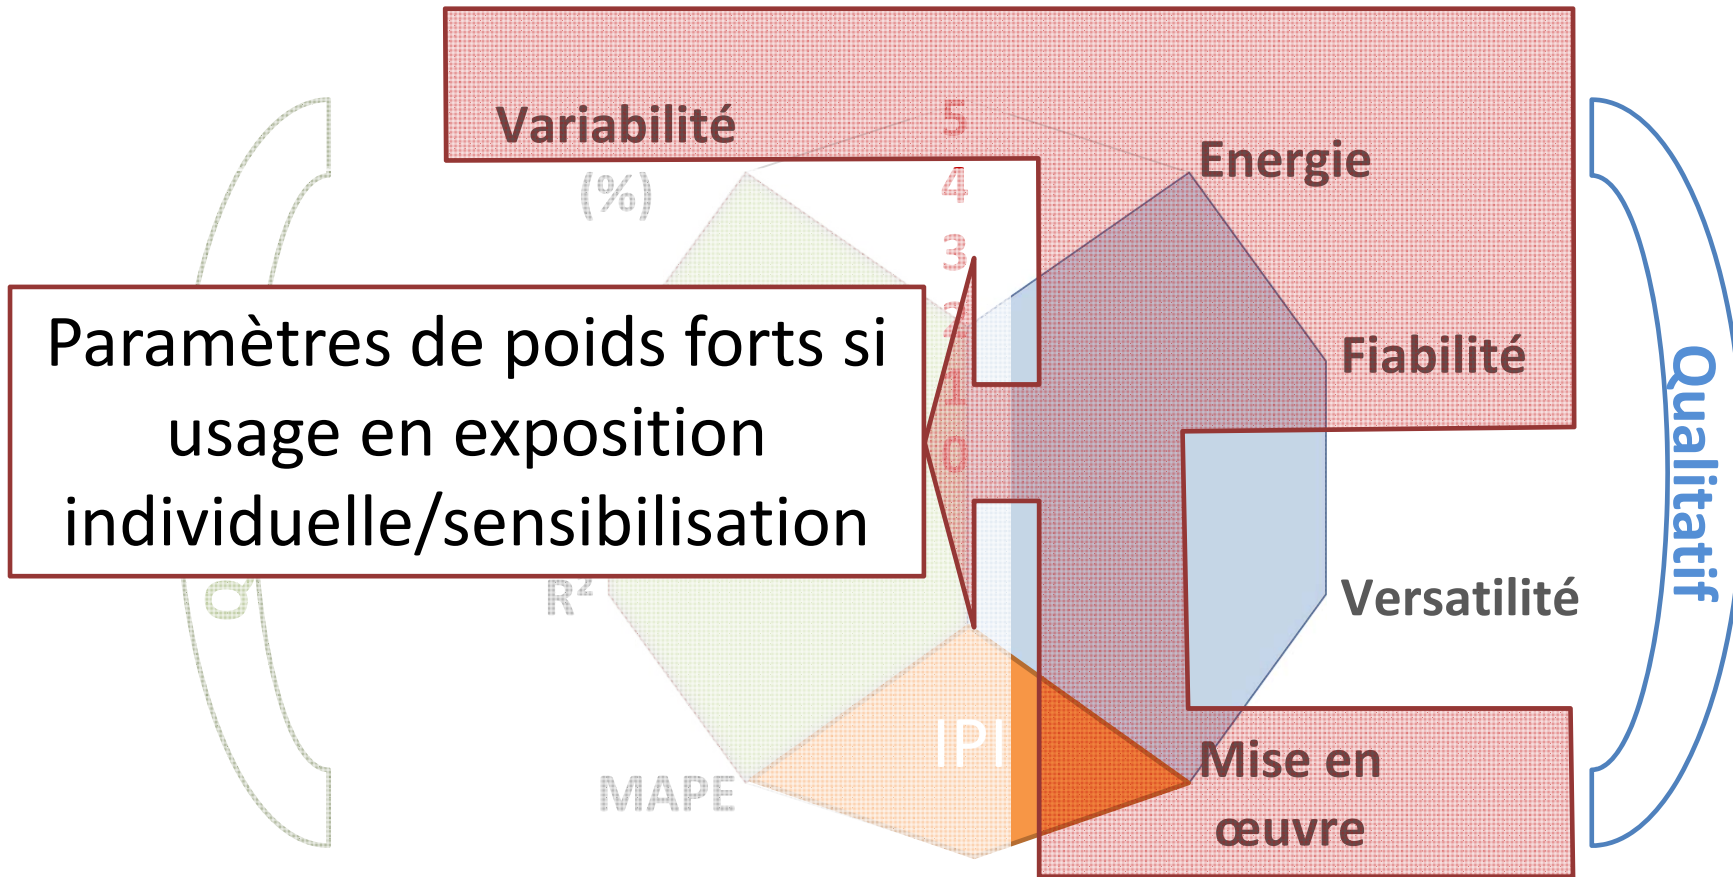 Variabilité
(%)
5
4
3
2
1
0
Energie
Fiabilité
Paramètres de poids forts si
usage en exposition
individuelle/sensibilisation
Qualitatif
Q
R²
Versatilité
IPI
MAPE
Mise en
œuvre